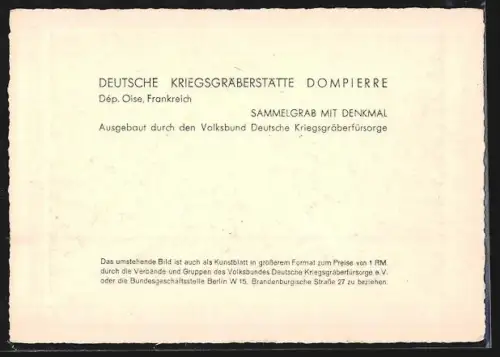 DEUTSCHE KRIEGSGRÄBERSTÄTTE DOMPIERRE
Dép. Oise, Frankreich
SAMMELGRAB MIT DENKMAL
Ausgebaut durch den Volksbund Deutsche Kriegsgräberfürsorge
Das umstehende Bild ist auch als Kunstblatt in größerem Format zum Preise von 1 RM.
durch die Verbände und Gruppen des Volksbundes Deutsche Kriegsgräberfürsorge e. V.
oder die Bundesgeschäftsstelle Berlin W 15, Brandenburgische Straße 27 zu beziehen.